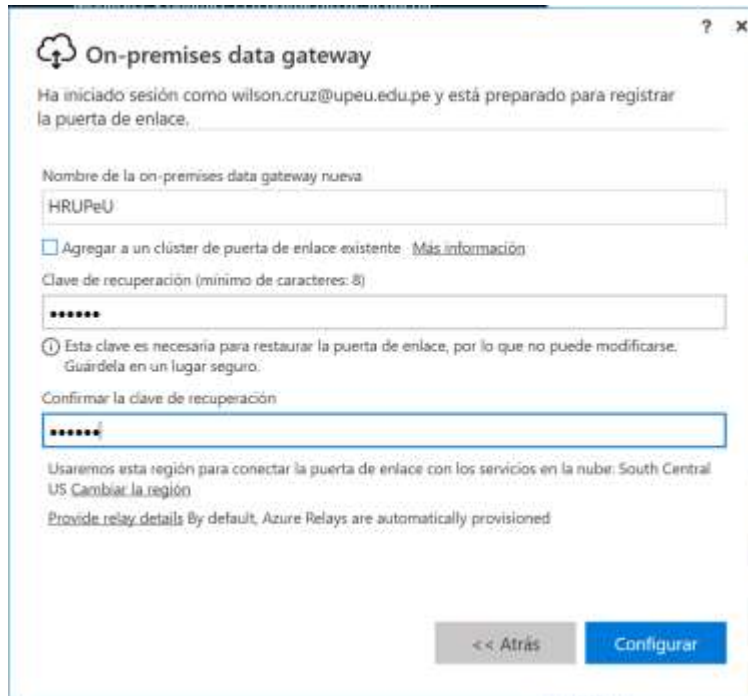 ? x
On-premises data gateway
Ha iniciado sesión como wilson.cruz@upeu.edu.pe y está preparado para registrar
la puerta de enlace.
Nombre de la on-premises data gateway nueva
HRUPeU
Agregar a un clúster de puerta de enlace existente Más información
Clave de recuperación (mínimo de caracteres: 8)
••••••
Esta clave es necesaria para restaurar la puerta de enlace, por lo que no puede modificarse.
Guárdela en un lugar seguro.
Confirmar la clave de recuperación
••••••
Usaremos esta región para conectar la puerta de enlace con los servicios en la nube: South Central
US Cambiar la región
Provide relay details By default, Azure Relays are automatically provisioned
<< Atrás Configurar